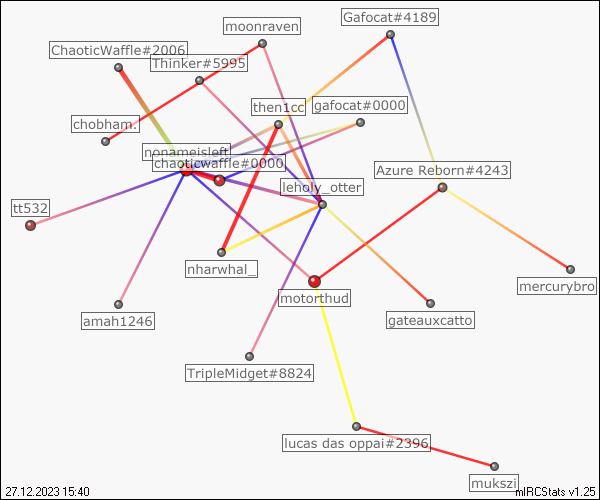 Gafocat#4189
moonraven
ChaoticWaffle#2006
Thinker#5995
then1cc
gafocat#0000
chobham.
nonameisleft
chaoticwaffle#0000
Azure Reborn#4243
leholy_otter
tt532
nharwhal_
mercurybro
motorthud
amah1246
gateauxcatto
TripleMidget#8824
lucas das oppai#2396
mukszi
27.12.2023 15:40
mIRCStats v1.25